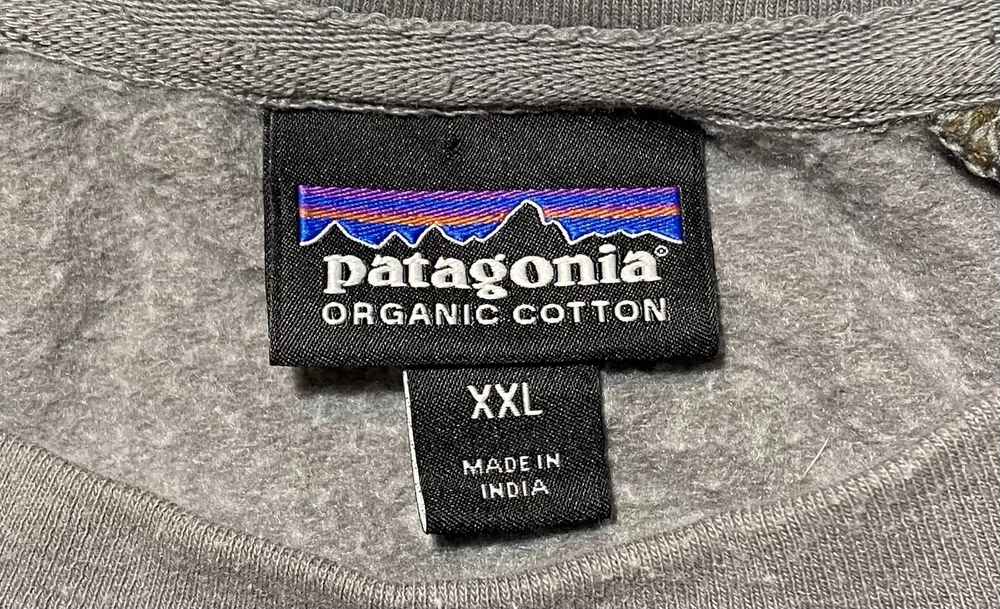 patagonia®
ORGANIC COTTON
XXL
MADE IN
INDIA